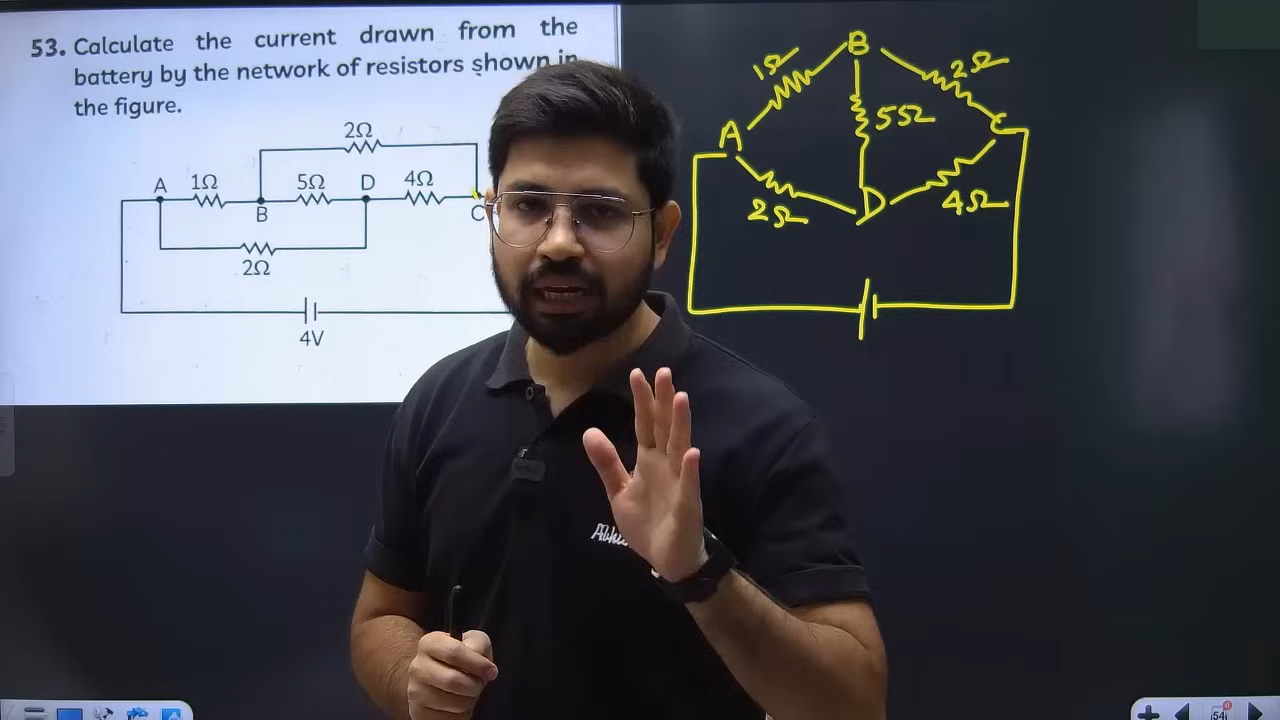 53. Calculate the current drawn from the
battery by the network of resistors shown in
the figure.
2Ω
A 1Ω 5Ω D 4Ω
B C
2Ω
4V
B
1Ω 2Ω
5Ω
A C
2Ω D 4Ω
54